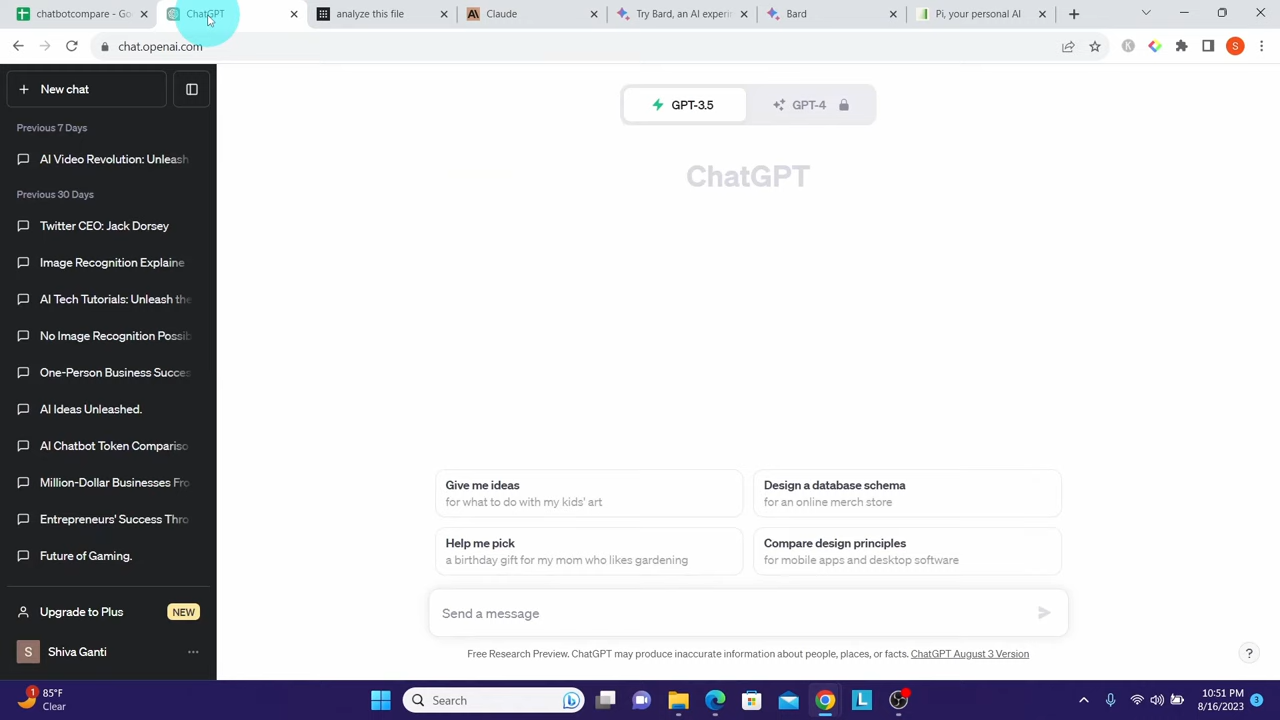 chatbotcompare - Go
ChatGPT
analyze this file
Claude
Try Bard, an AI experi
Bard
Pi, your personal AI
chat.openai.com
K
S
New chat
Previous 7 Days
AI Video Revolution: Unleash
Previous 30 Days
Twitter CEO: Jack Dorsey
Image Recognition Explaine
AI Tech Tutorials: Unleash the
No Image Recognition Possib
One-Person Business Succes
AI Ideas Unleashed.
AI Chatbot Token Compariso
Million-Dollar Businesses Fro
Entrepreneurs' Success Thro
Future of Gaming.
Upgrade to Plus NEW
S Shiva Ganti
GPT-3.5
GPT-4
ChatGPT
Give me ideas
for what to do with my kids' art
Design a database schema
for an online merch store
Help me pick
a birthday gift for my mom who likes gardening
Compare design principles
for mobile apps and desktop software
Send a message
Free Research Preview. ChatGPT may produce inaccurate information about people, places, or facts. ChatGPT August 3 Version
?
1
85°F
Clear
Search
L
10:51 PM
8/16/2023
3